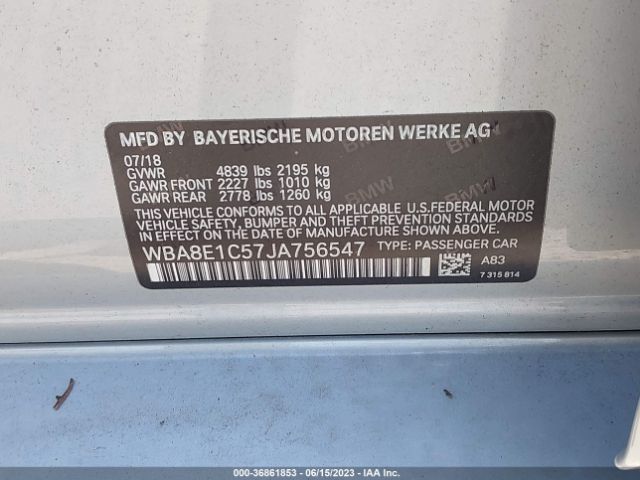 MFD BY BAYERISCHE MOTOREN WERKE AG
07/18
GVWR 4839 lbs 2195 kg
GAWR FRONT 2227 lbs 1010 kg
GAWR REAR 2778 lbs 1260 kg
THIS VEHICLE CONFORMS TO ALL APPLICABLE U.S.FEDERAL MOTOR
VEHICLE SAFETY, BUMPER AND THEFT PREVENTION STANDARDS
IN EFFECT ON THE DATE OF MANUFACTURE SHOWN ABOVE.
WBA8E1C57JA756547 TYPE: PASSENGER CAR
A83
7 315 814
BMW
000-36861853 - 06/15/2023 - IAA Inc.